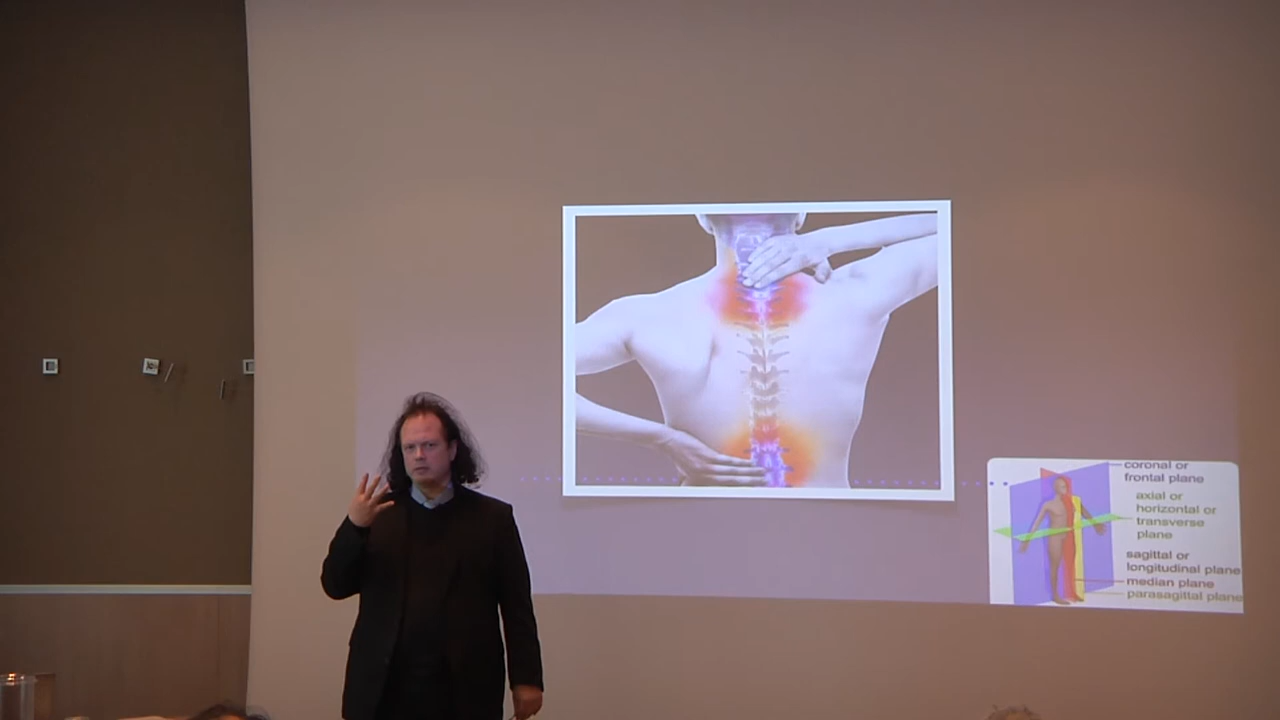 coronal or
frontal plane
axial or
horizontal or
transverse
plane
sagittal or
longitudinal plane
median plane
parasagittal plane